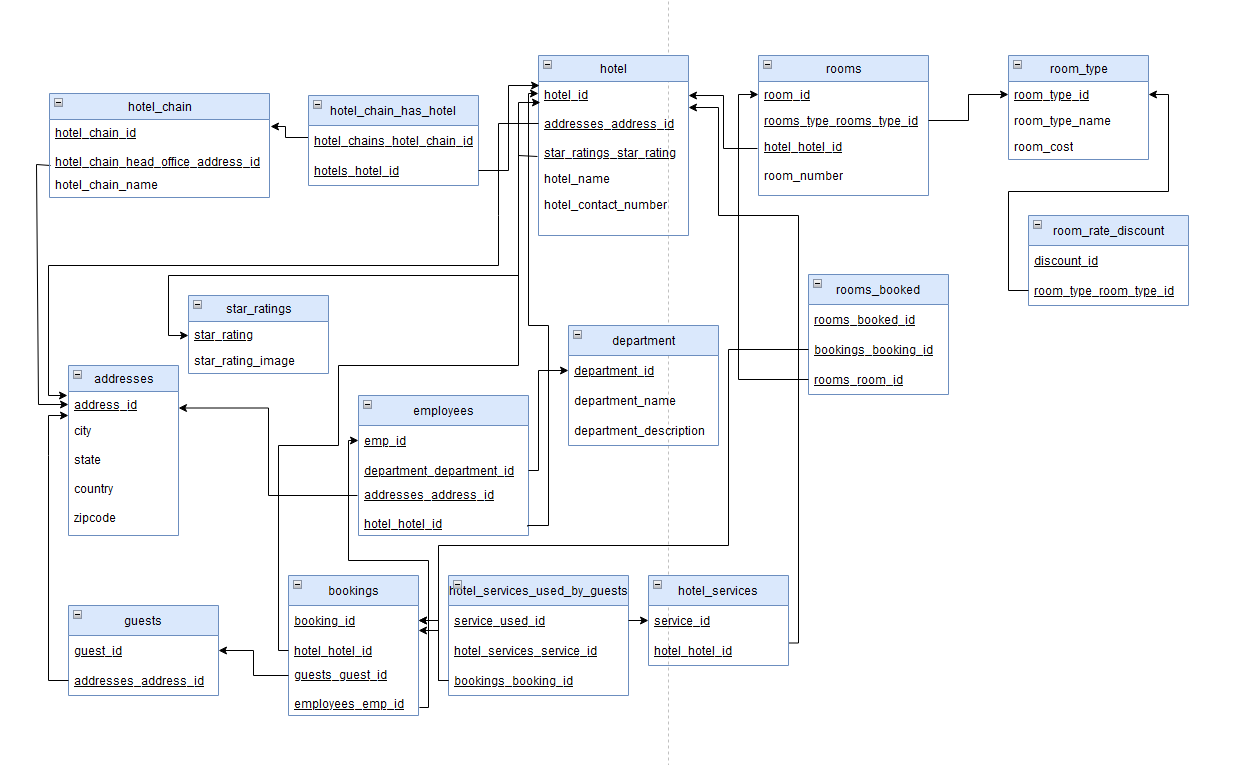 hotel_chain
hotel_chain_id
hotel_chain_head_office_address_id
hotel_chain_name
hotel_chain_has_hotel
hotel_chains_hotel_chain_id
hotels_hotel_id
hotel
hotel_id
addresses_address_id
star_ratings_star_rating
hotel_name
hotel_contact_number
rooms
room_id
rooms_type_rooms_type_id
hotel_hotel_id
room_number
room_type
room_type_id
room_type_name
room_cost
room_rate_discount
discount_id
room_type_room_type_id
rooms_booked
rooms_booked_id
bookings_booking_id
rooms_room_id
star_ratings
star_rating
star_rating_image
department
department_id
department_name
department_description
addresses
address_id
city
state
country
zipcode
employees
emp_id
department_department_id
addresses_address_id
hotel_hotel_id
guests
guest_id
addresses_address_id
bookings
booking_id
hotel_hotel_id
guests_guest_id
employees_emp_id
hotel_services_used_by_guests
service_used_id
hotel_services_service_id
bookings_booking_id
hotel_services
service_id
hotel_hotel_id